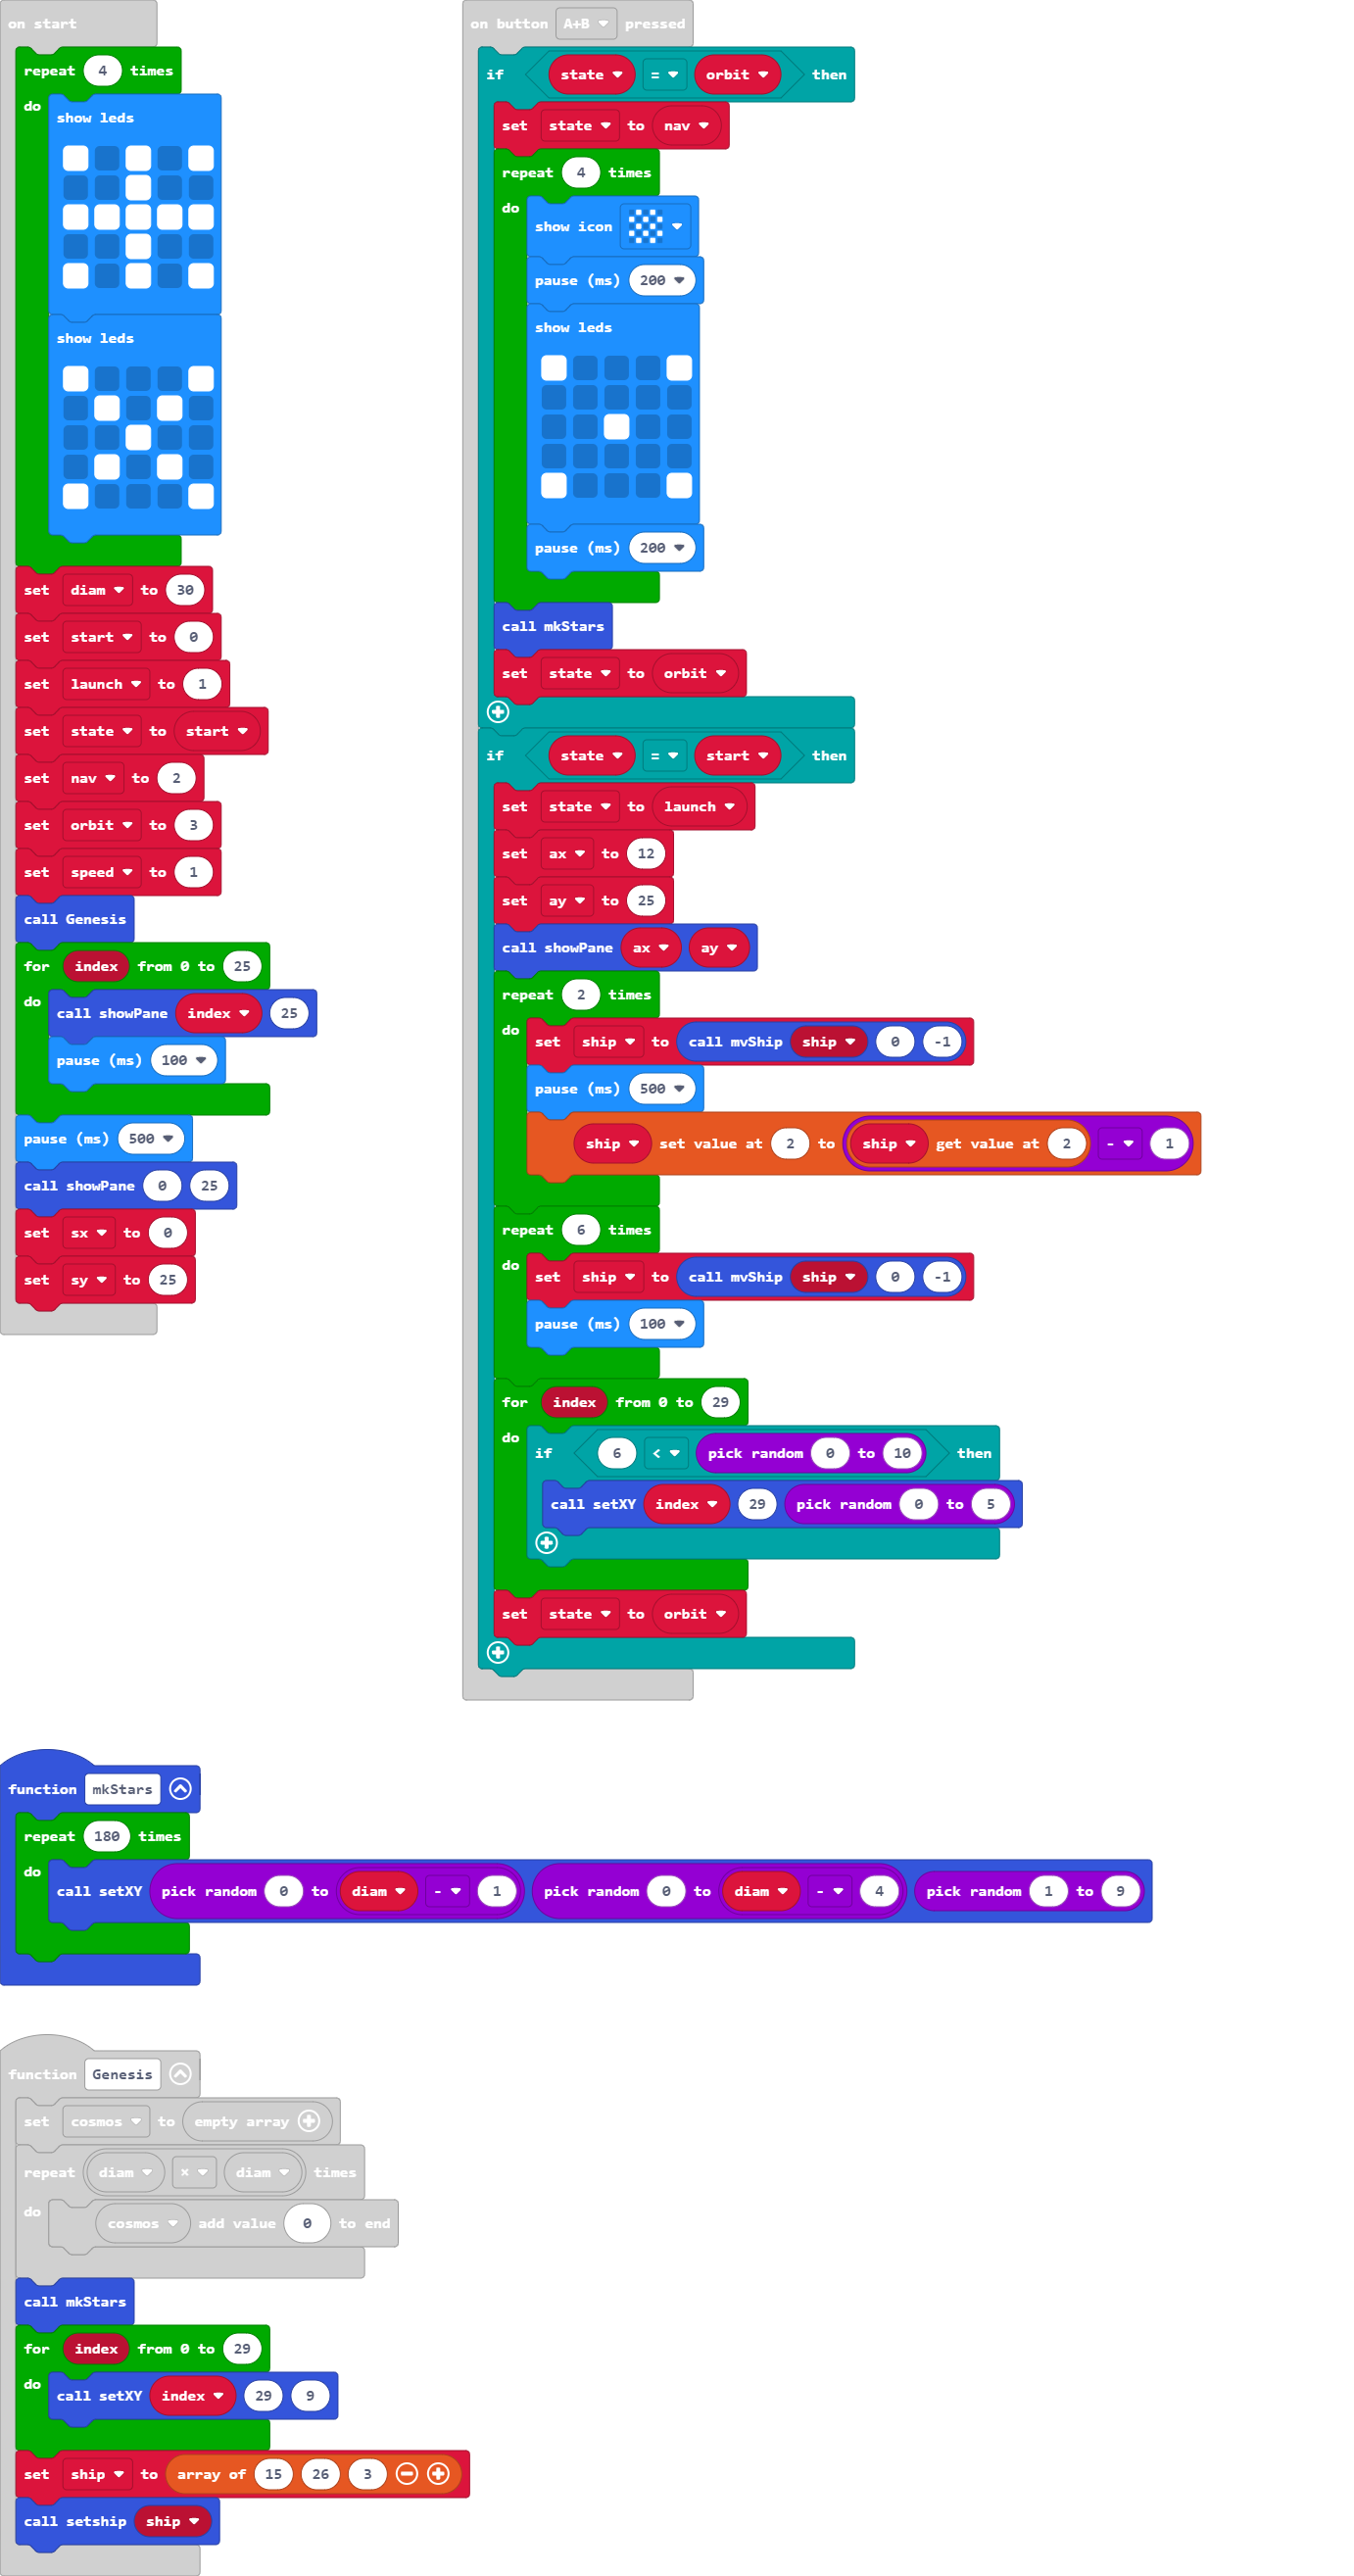 on start
repeat 4 times
do
show leds
show leds
set diam to 30
set start to 0
set launch to 1
set state to start
set nav to 2
set orbit to 3
set speed to 1
call Genesis
for index from 0 to 25
do
call showPane index 25
pause (ms) 100
pause (ms) 500
call showPane 0 25
set sx to 0
set sy to 25
on button A+B pressed
if state = orbit then
set state to nav
repeat 4 times
do
show icon
pause (ms) 200
show leds
pause (ms) 200
call mkStars
set state to orbit
if state = start then
set state to launch
set ax to 12
set ay to 25
call showPane ax ay
repeat 2 times
do
set ship to call mvShip ship 0 -1
pause (ms) 500
ship set value at 2 to ship get value at 2 - 1
repeat 6 times
do
set ship to call mvShip ship 0 -1
pause (ms) 100
for index from 0 to 29
do
if 6 < pick random 0 to 10 then
call setXY index 29 pick random 0 to 5
set state to orbit
function mkStars
repeat 180 times
do
call setXY pick random 0 to diam - 1 pick random 0 to diam - 4 pick random 1 to 9
function Genesis
set cosmos to empty array
repeat diam × diam times
do
cosmos add value 0 to end
call mkStars
for index from 0 to 29
do
call setXY index 29 9
set ship to array of 15 26 3
call setship ship